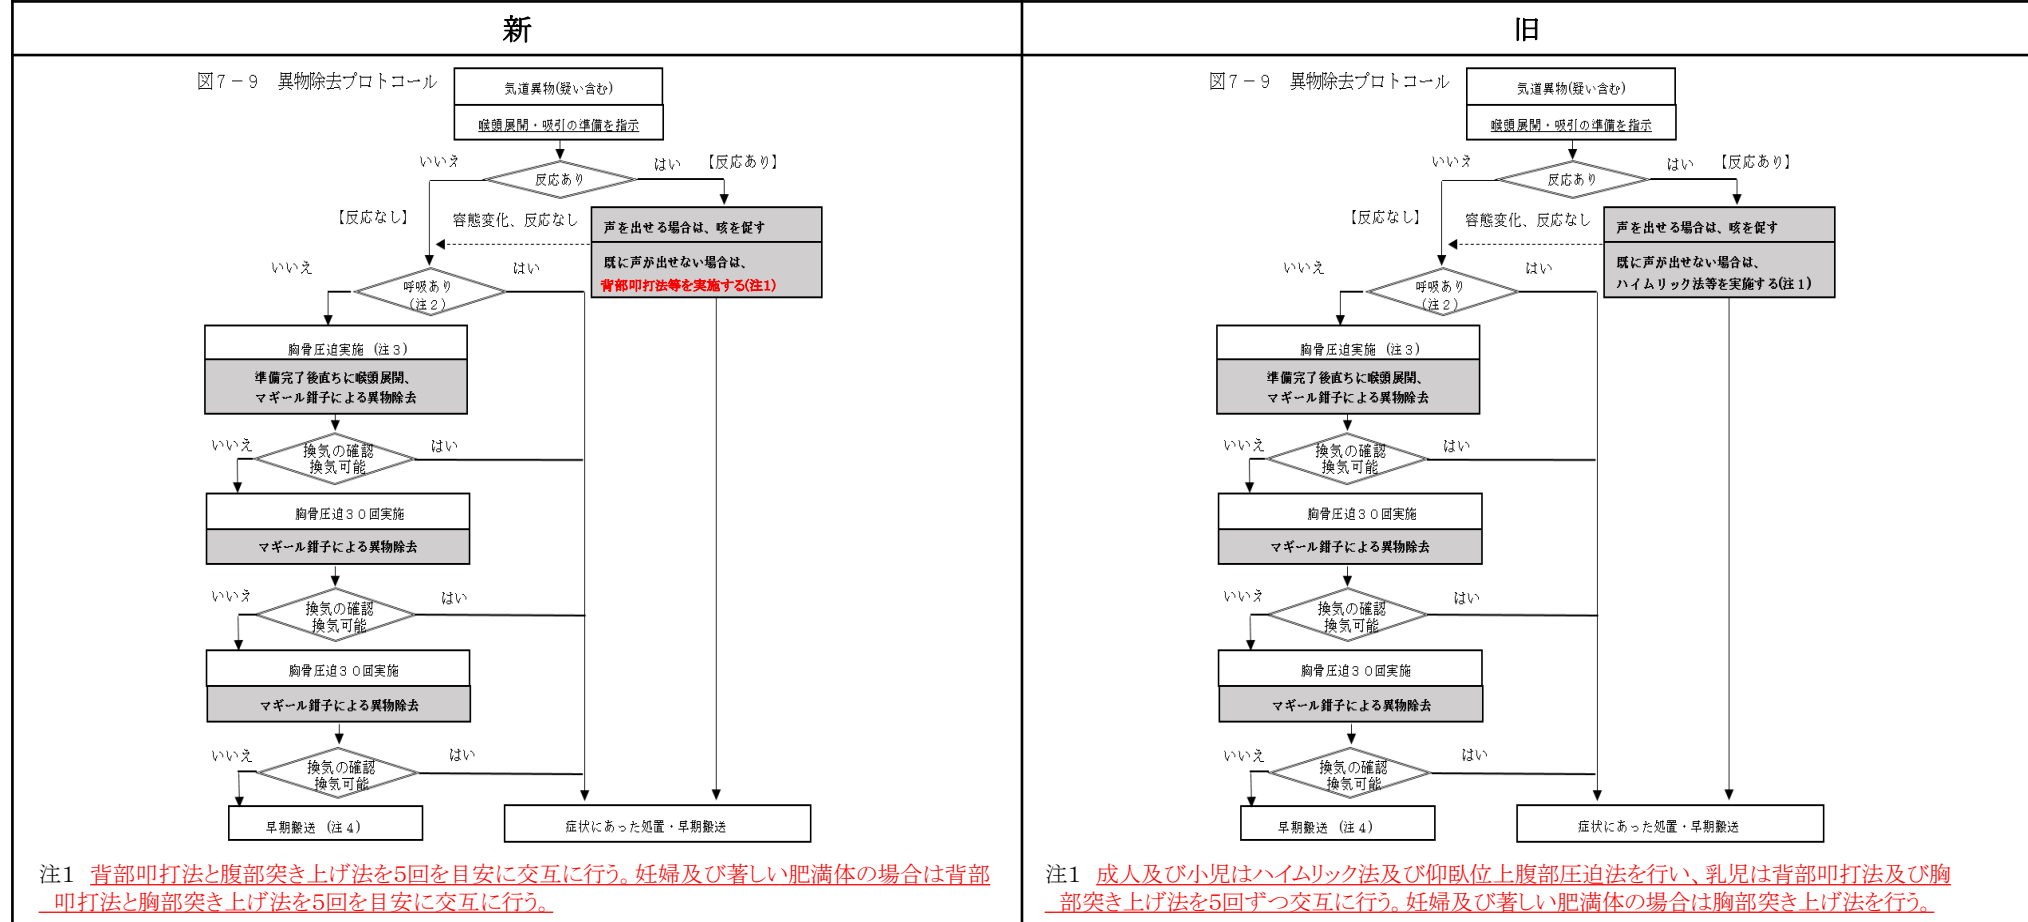 新
図７－９　異物除去プロトコール
気道異物(疑い含む)
喉頭展開・吸引の準備を指示
いいえ
はい
【反応あり】
反応あり
【反応なし】
容態変化、反応なし
声を出せる場合は、咳を促す
既に声が出せない場合は、
背部叩打法等を実施する(注1)
いいえ
はい
呼吸あり
（注２）
胸骨圧迫実施（注３）
準備完了後直ちに喉頭展開、
マギール鉗子による異物除去
いいえ
はい
換気の確認
換気可能
胸骨圧迫３０回実施
マギール鉗子による異物除去
いいえ
はい
換気の確認
換気可能
胸骨圧迫３０回実施
マギール鉗子による異物除去
いいえ
はい
換気の確認
換気可能
早期搬送（注４）
症状にあった処置・早期搬送
注1　背部叩打法と腹部突き上げ法を5回を目安に交互に行う。妊婦及び著しい肥満体の場合は背部
叩打法と胸部突き上げ法を5回を目安に交互に行う。
旧
図７－９　異物除去プロトコール
気道異物(疑い含む)
喉頭展開・吸引の準備を指示
いいえ
はい
【反応あり】
反応あり
【反応なし】
容態変化、反応なし
声を出せる場合は、咳を促す
既に声が出せない場合は、
ハイムリック法等を実施する(注１)
いいえ
はい
呼吸あり
（注２）
胸骨圧迫実施（注３）
準備完了後直ちに喉頭展開、
マギール鉗子による異物除去
いいえ
はい
換気の確認
換気可能
胸骨圧迫３０回実施
マギール鉗子による異物除去
いいえ
はい
換気の確認
換気可能
胸骨圧迫３０回実施
マギール鉗子による異物除去
いいえ
はい
換気の確認
換気可能
早期搬送（注４）
症状にあった処置・早期搬送
注1　成人及び小児はハイムリック法及び仰臥位上腹部圧迫法を行い、乳児は背部叩打法及び胸
部突き上げ法を5回ずつ交互に行う。妊婦及び著しい肥満体の場合は胸部突き上げ法を行う。